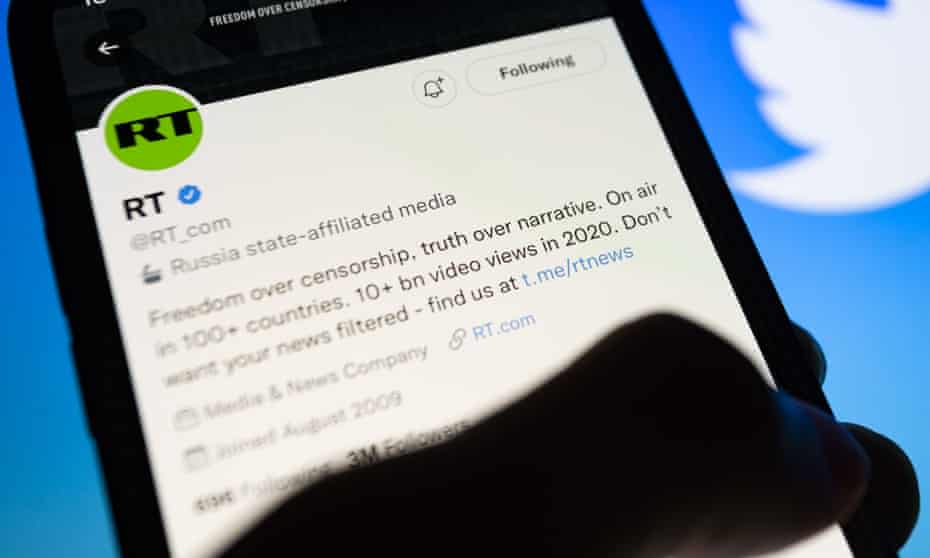 FREEDOM OVER CENSORSHIP
Following
RT
RT
@RT_com
Russia state-affiliated media
Freedom over censorship, truth over narrative. On air
in 100+ countries. 10+ bn video views in 2020. Don't
want your news filtered - find us at t.me/rtnews
Media & News Company RT.com
Joined August 2009
Following 3M Followers